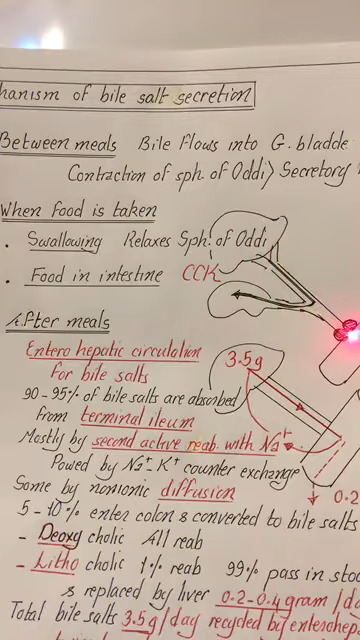 hanism of bile salt secretion
Between meals Bile Flows into G. bladde
Contraction of sph. of Oddi > Secretory
When Food is taken
. Swallowing Relaxes Sph. of Oddi
. Food in intestine CCK
After meals
Entero hepatic circulation
for bile salts
3.5g
90-95% of bile salts are absorbed
from terminal ileum
Mostly by second active reab. with Na+
Powed by Na+ K+ counter exchange
Some by nonionic diffusion
0.2
5-10% enter colon & converted to bile salts
- Deoxy cholic All reab
- Litho cholic 1% reab 99% pass in stoo
& is replaced by liver 0.2-0.4 gram/da
Total bile salts 3.5g/day recycled by enterohep